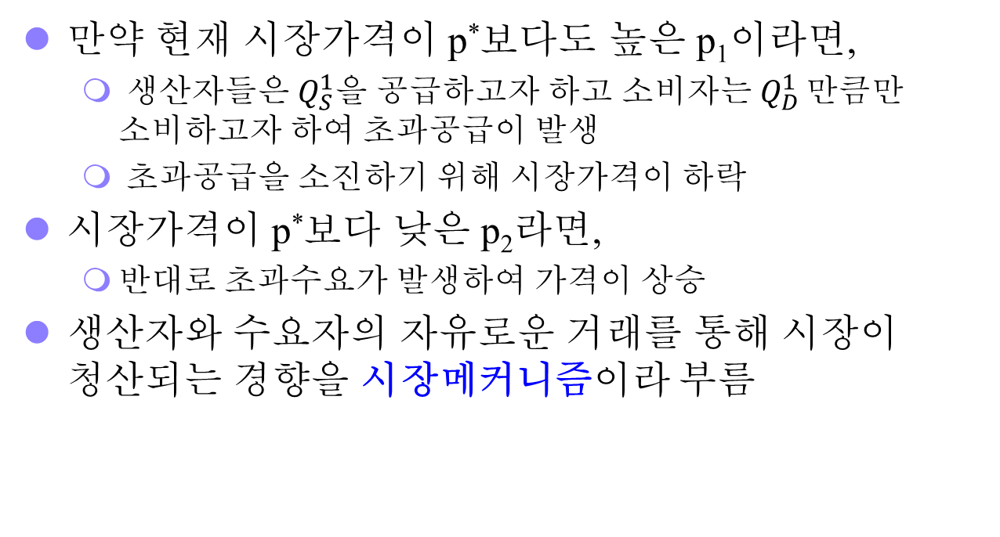 ● 만약 현재 시장가격이 p*보다도 높은 p₁이라면,
❍ 생산자들은 Q_S^1을 공급하고자 하고 소비자는 Q_D^1 만큼만
소비하고자 하여 초과공급이 발생
❍ 초과공급을 소진하기 위해 시장가격이 하락
● 시장가격이 p*보다 낮은 p₂라면,
❍ 반대로 초과수요가 발생하여 가격이 상승
● 생산자와 수요자의 자유로운 거래를 통해 시장이
청산되는 경향을 시장메커니즘이라 부름